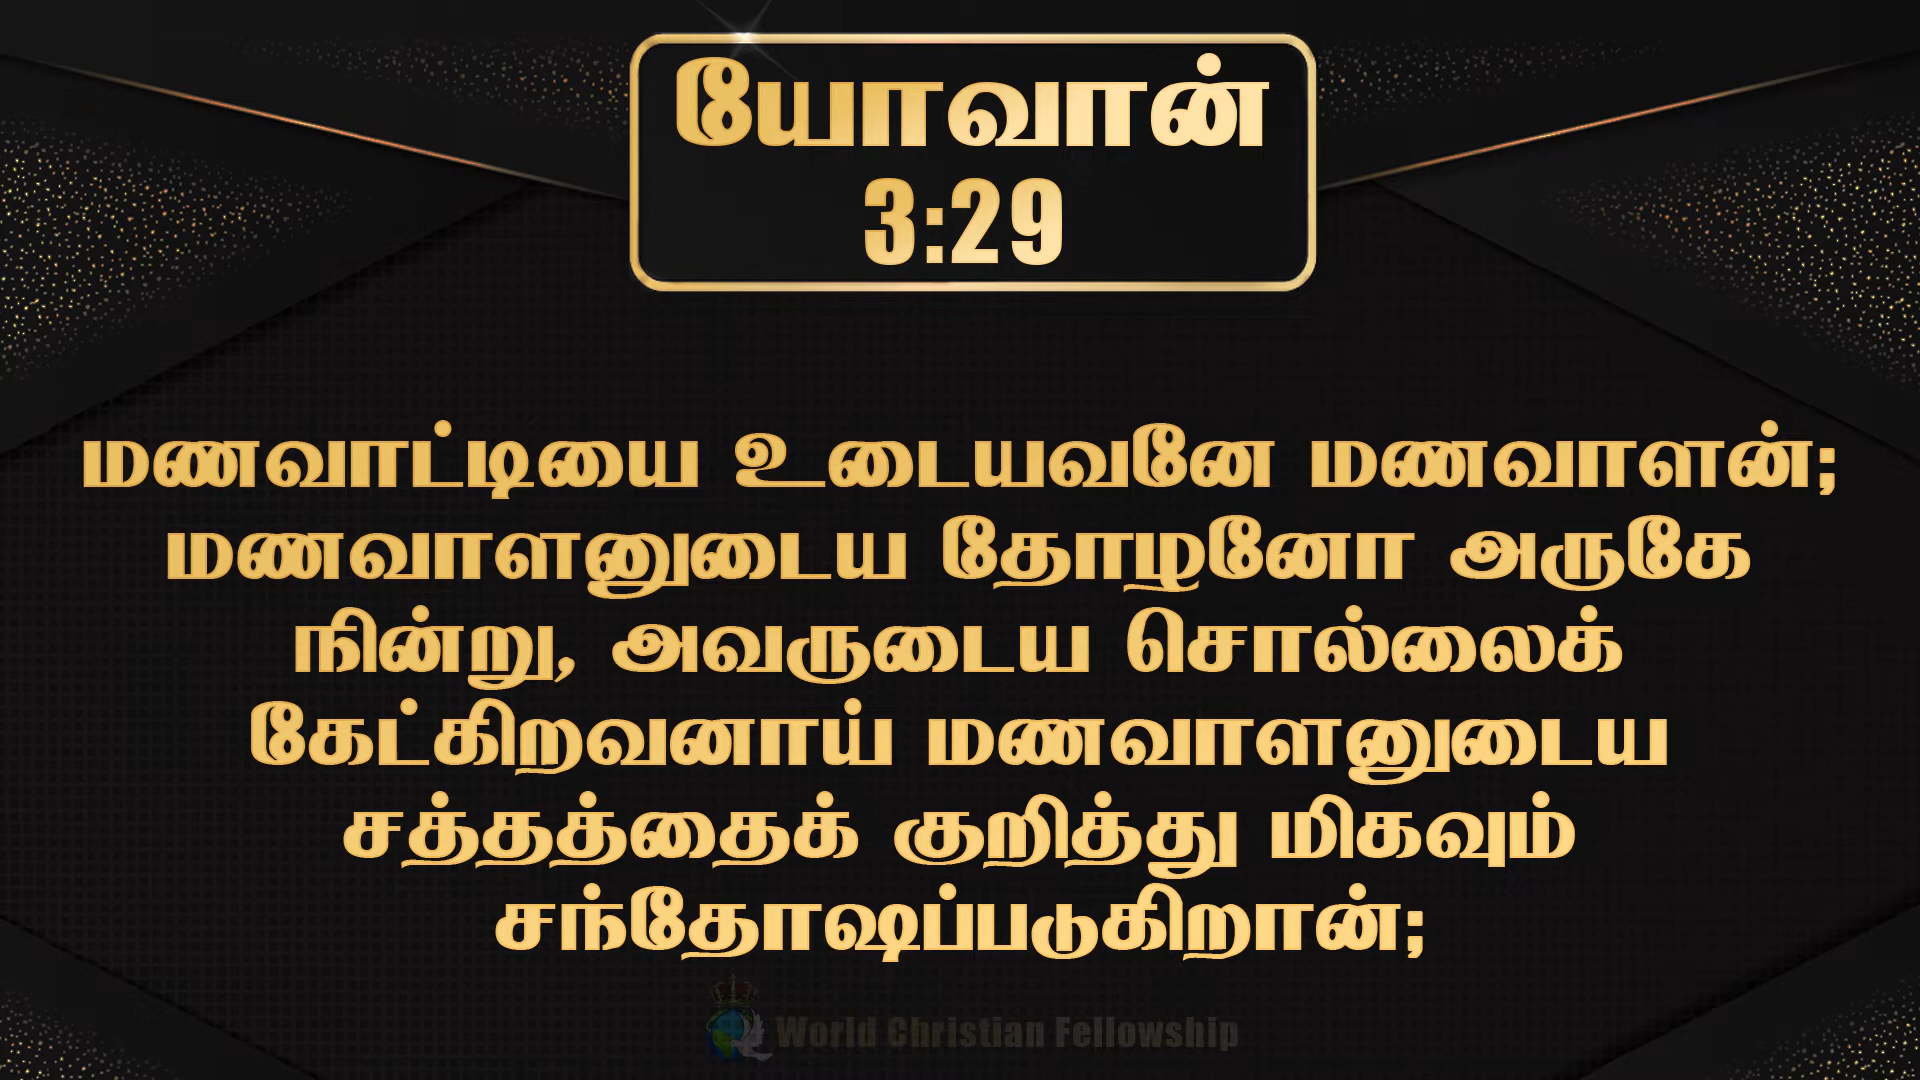 யோவான்
3:29
மணவாட்டியை உடையவனே மணவாளன்;
மணவாளனுடைய தோழனோ அருகே
நின்று, அவருடைய சொல்லைக்
கேட்கிறவனாய் மணவாளனுடைய
சத்தத்தைக் குறித்து மிகவும்
சந்தோஷப்படுகிறான்;
World Christian Fellowship